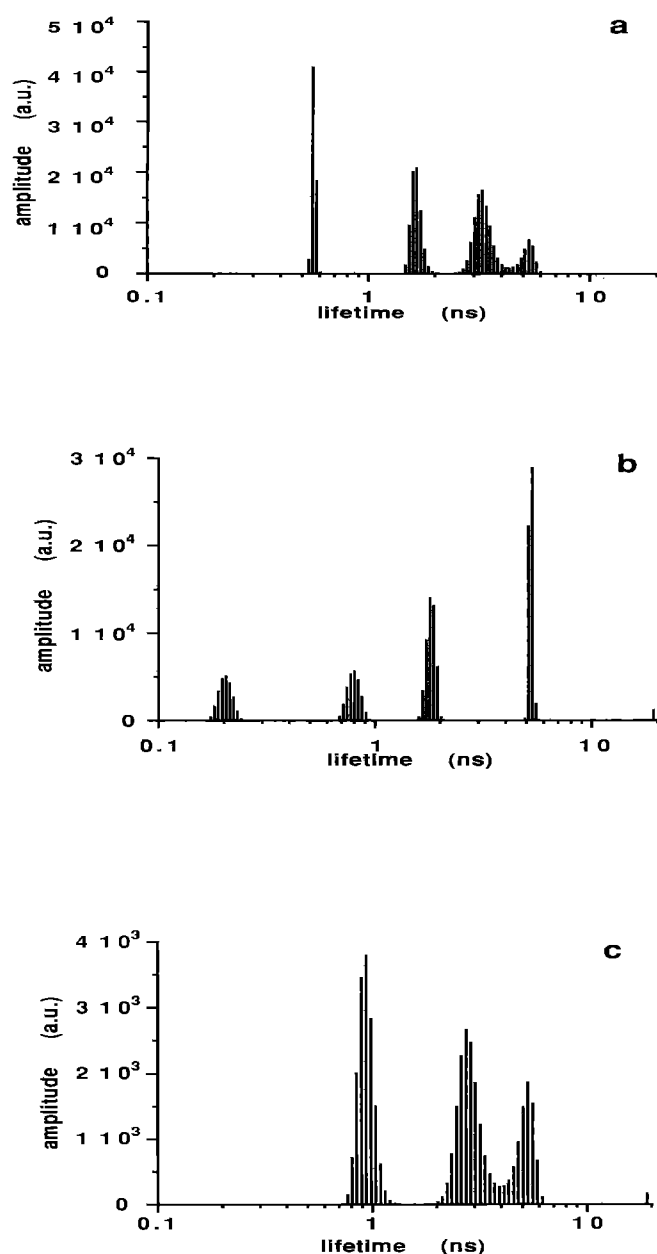 a
5 10⁴
4 10⁴
3 10⁴
2 10⁴
1 10⁴
0
amplitude (a.u.)
0.1 1 10
lifetime (ns)
b
3 10⁴
2 10⁴
1 10⁴
0
amplitude (a.u.)
0.1 1 10
lifetime (ns)
c
4 10³
3 10³
2 10³
1 10³
0
amplitude (a.u.)
0.1 1 10
lifetime (ns)